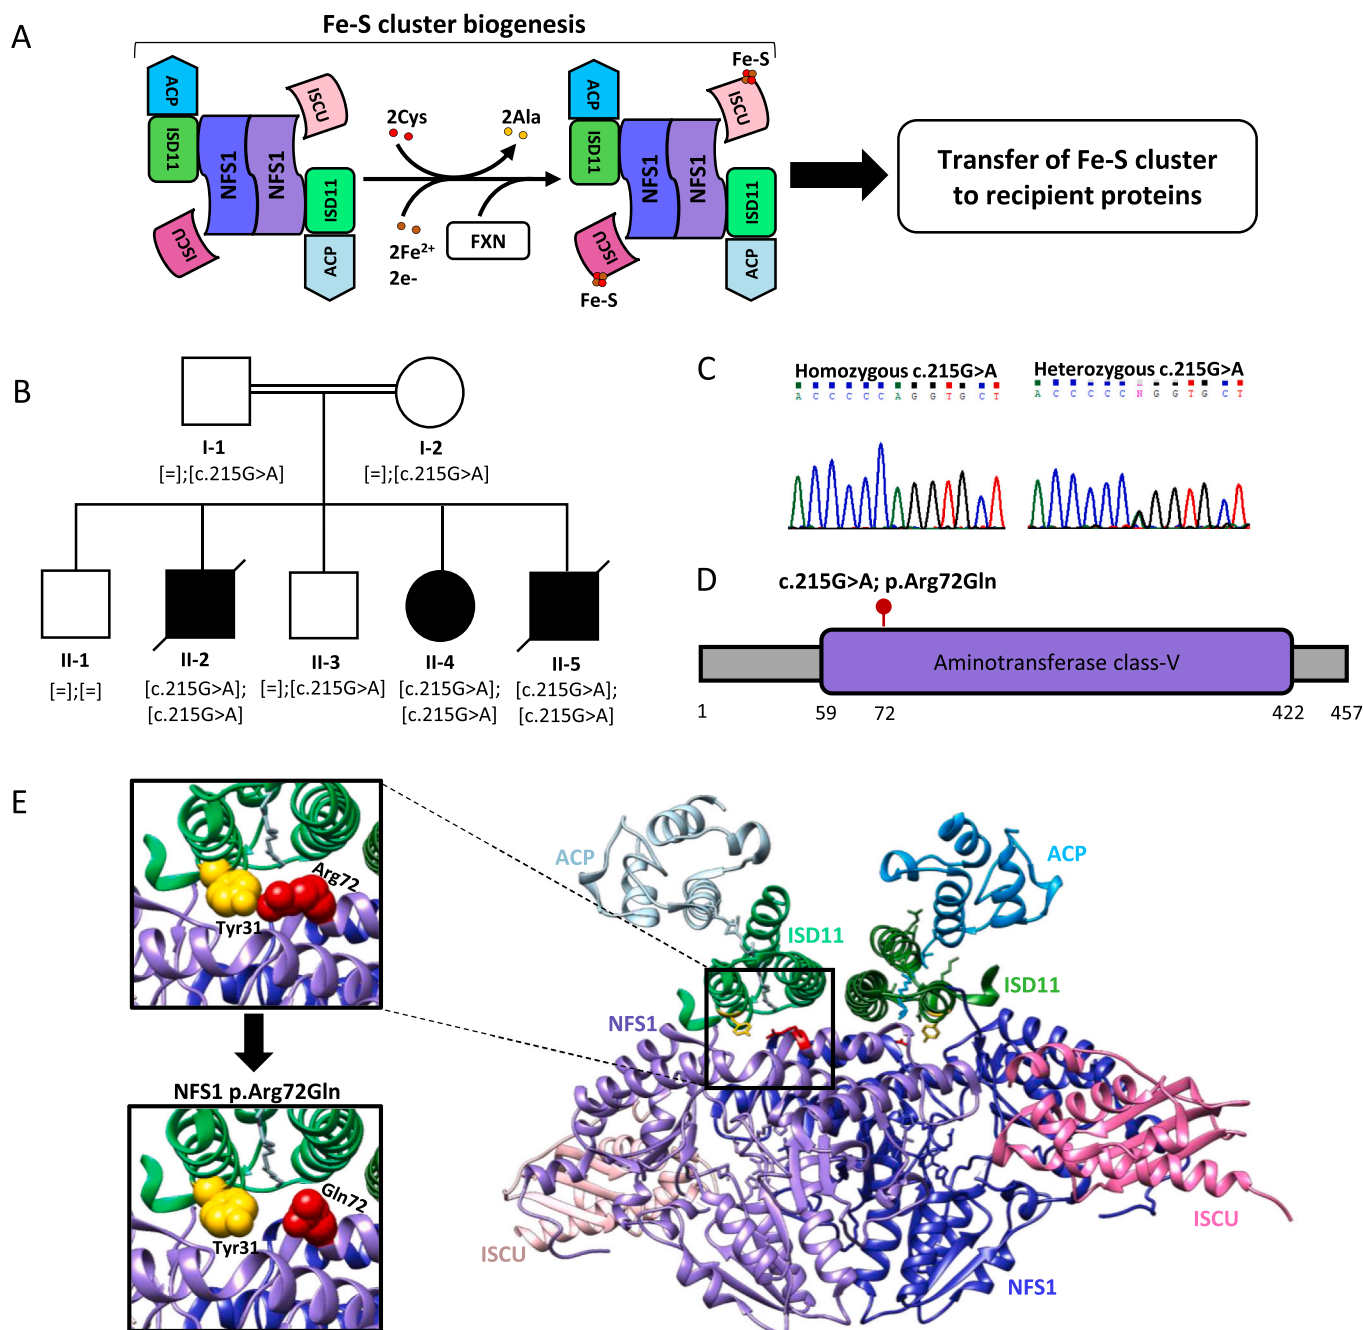 A
Fe-S cluster biogenesis
ACP
ISD11
NFS1
NFS1
ISCU
ISCU
ISD11
ACP
2Cys
2Ala
2Fe²⁺
2e-
FXN
ACP
ISD11
NFS1
NFS1
Fe-S
ISCU
ISCU
Fe-S
ISD11
ACP
Transfer of Fe-S cluster
to recipient proteins
B
I-1
[=];[c.215G>A]
I-2
[=];[c.215G>A]
II-1
[=];[=]
II-2
[c.215G>A];
[c.215G>A]
II-3
[=];[c.215G>A]
II-4
[c.215G>A];
[c.215G>A]
II-5
[c.215G>A];
[c.215G>A]
C
Homozygous c.215G>A
A C C C C C A G G T G C T
Heterozygous c.215G>A
A C C C C C N G G T G C T
D
c.215G>A; p.Arg72Gln
Aminotransferase class-V
1
59
72
422
457
E
Arg72
Tyr31
NFS1 p.Arg72Gln
Gln72
Tyr31
ACP
ACP
ISD11
ISD11
NFS1
ISCU
ISCU
NFS1